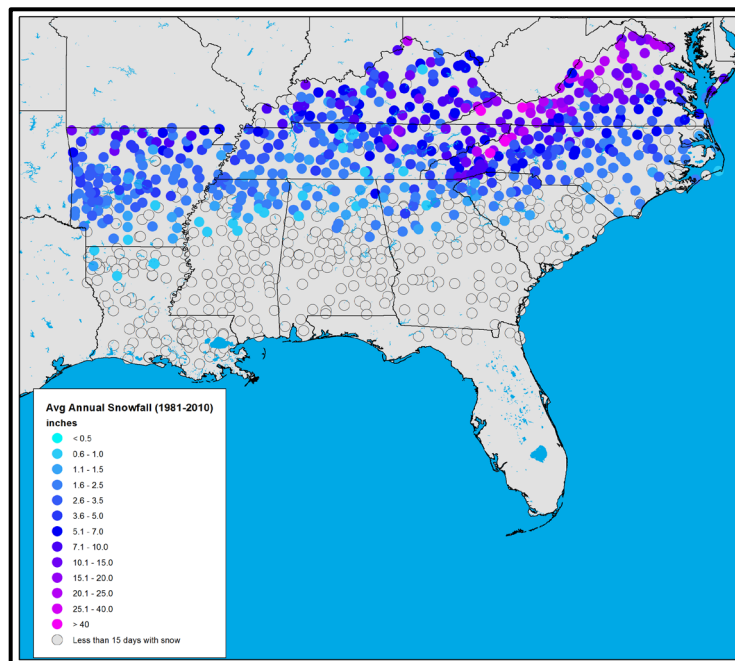 Avg Annual Snowfall (1981-2010)
inches
< 0.5
0.6 - 1.0
1.1 - 1.5
1.6 - 2.5
2.6 - 3.5
3.6 - 5.0
5.1 - 7.0
7.1 - 10.0
10.1 - 15.0
15.1 - 20.0
20.1 - 25.0
25.1 - 40.0
> 40
Less than 15 days with snow